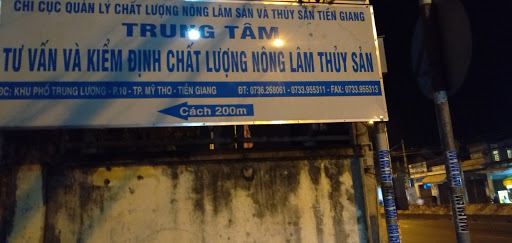 CHI CỤC QUẢN LÝ CHẤT LƯỢNG NÔNG LÂM SẢN VÀ THỦY SẢN TIỀN GIANG
TRUNG TÂM
TƯ VẤN VÀ KIỂM ĐỊNH CHẤT LƯỢNG NÔNG LÂM THỦY SẢN
ĐC: KHU PHỐ TRUNG LƯƠNG - P.10 - TP. MỸ THO - TIỀN GIANG ĐT: 0736.268061 - 0733.955311 - FAX: 0733.955313
Cách 200m